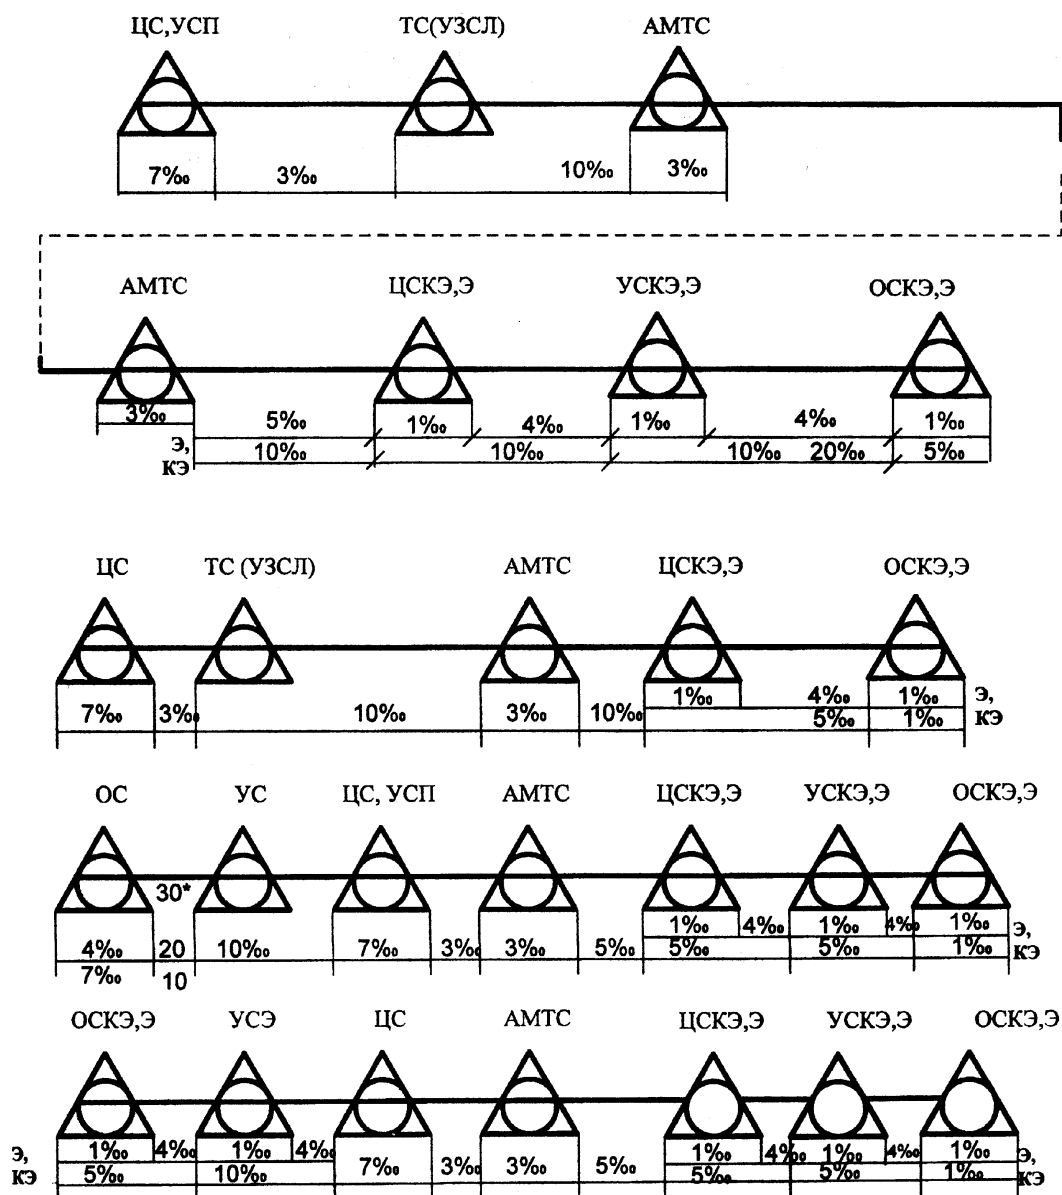 ЦС,УСП ТС(УЗСЛ) АМТС
7‰ 3‰ 10‰ 3‰
АМТС ЦСКЭ,Э УСКЭ,Э ОСКЭ,Э
3‰ 5‰ 1‰ 4‰ 1‰ 4‰ 1‰
Э,
КЭ 10‰ 10‰ 10‰ 20‰ 5‰
ЦС ТС (УЗСЛ) АМТС ЦСКЭ,Э ОСКЭ,Э
1‰ 4‰ 1‰ Э,
7‰ 3‰ 10‰ 3‰ 10‰ 5‰ 1‰ КЭ
ОС УС ЦС, УСП АМТС ЦСКЭ,Э УСКЭ,Э ОСКЭ,Э
30*
1‰ 4‰ 1‰ 4‰ 1‰ Э,
4‰ 20 10‰ 7‰ 3‰ 3‰ 5‰ 5‰ 5‰ 1‰ КЭ
7‰ 10
ОСКЭ,Э УСЭ ЦС АМТС ЦСКЭ,Э УСКЭ,Э ОСКЭ,Э
Э, 1‰ 4‰ 1‰ 4‰ 1‰ 4‰ 1‰ 4‰ 1‰ Э,
КЭ 5‰ 10‰ 7‰ 3‰ 3‰ 5‰ 5‰ 5‰ 1‰ КЭ